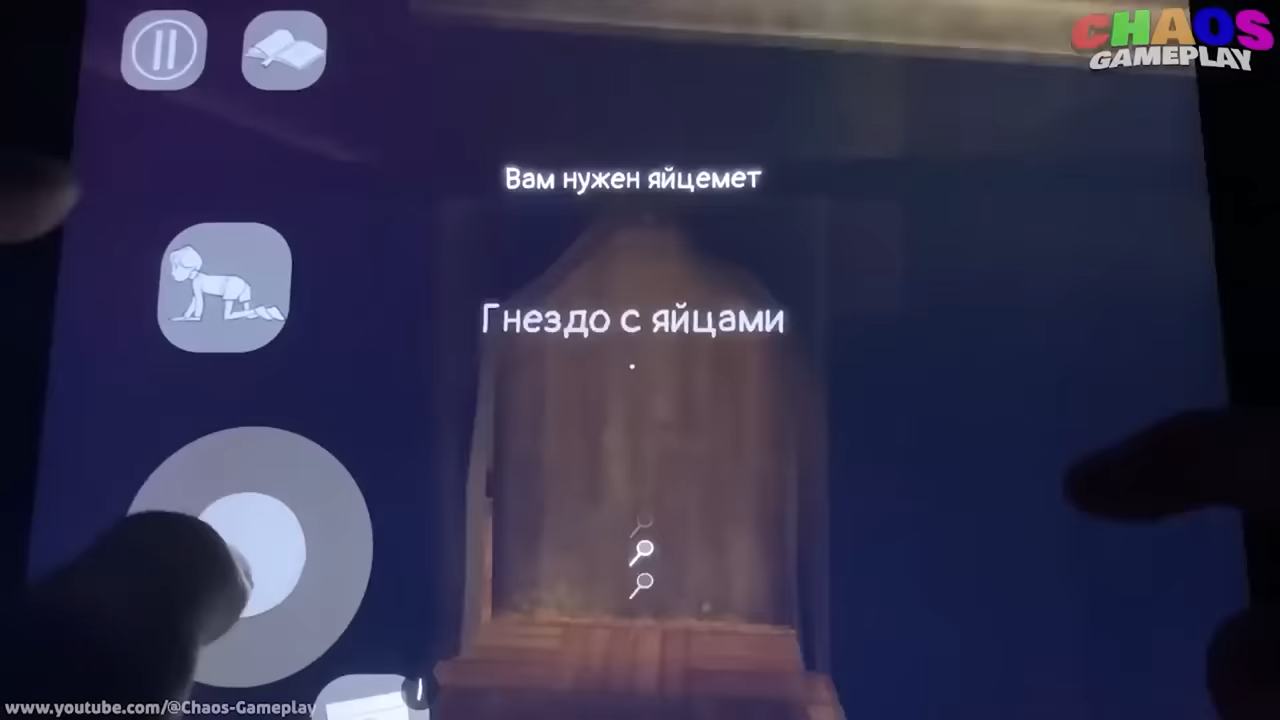 CHAOS
GAMEPLAY
Вам нужен яйцемет
Гнездо с яйцами
www.youtube.com/@Chaos-Gameplay